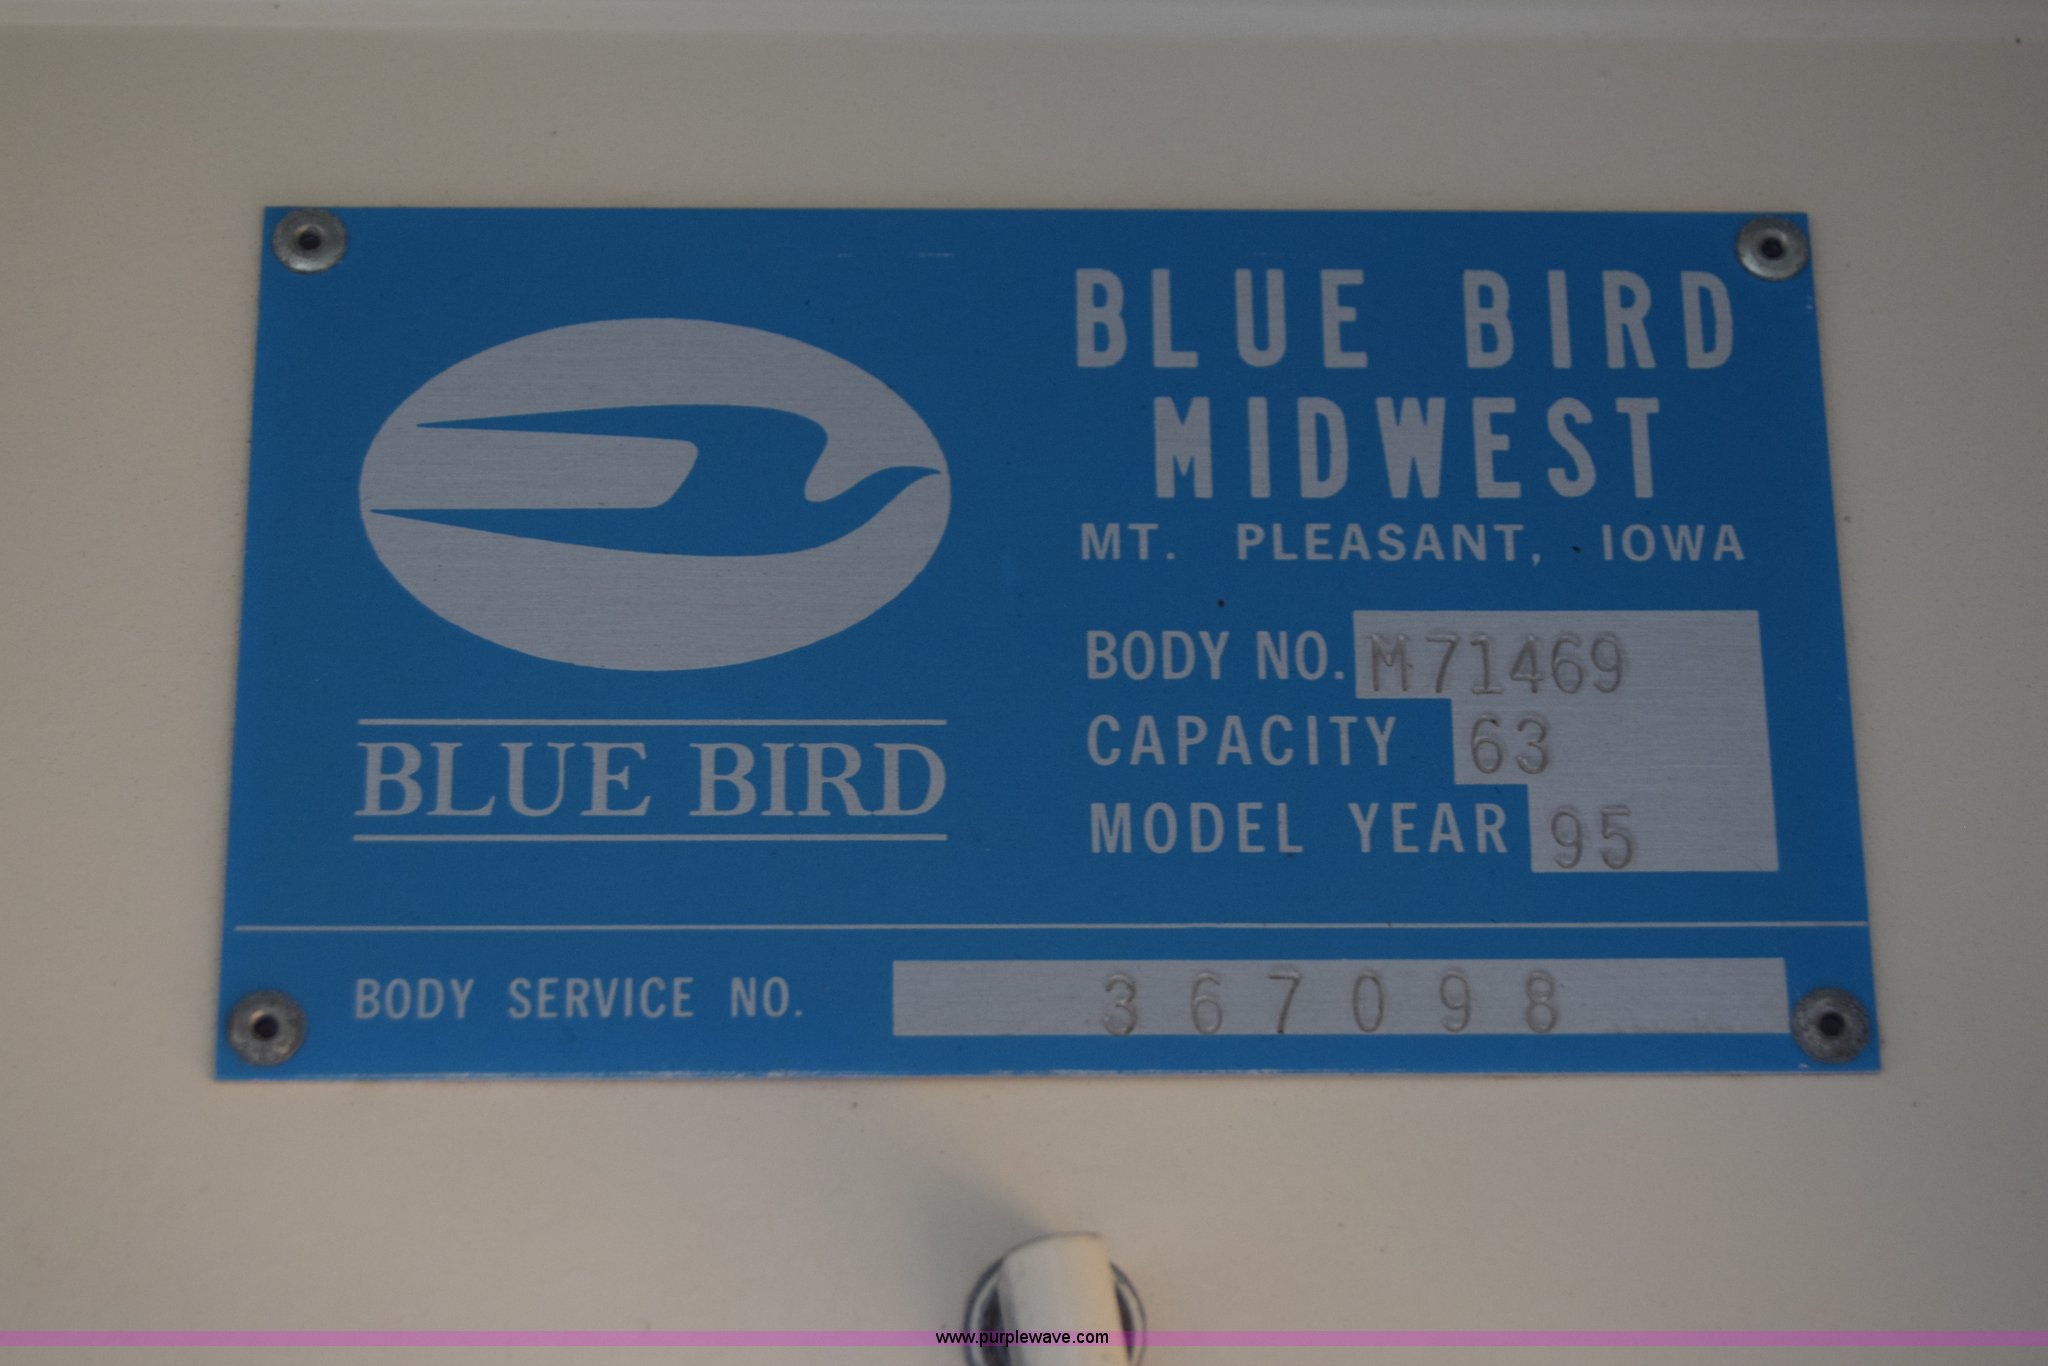 BLUE BIRD
MIDWEST
MT. PLEASANT, IOWA
BODY NO. M71469
CAPACITY 63
MODEL YEAR 95
BLUE BIRD
BODY SERVICE NO. 367098
www.purplewave.com